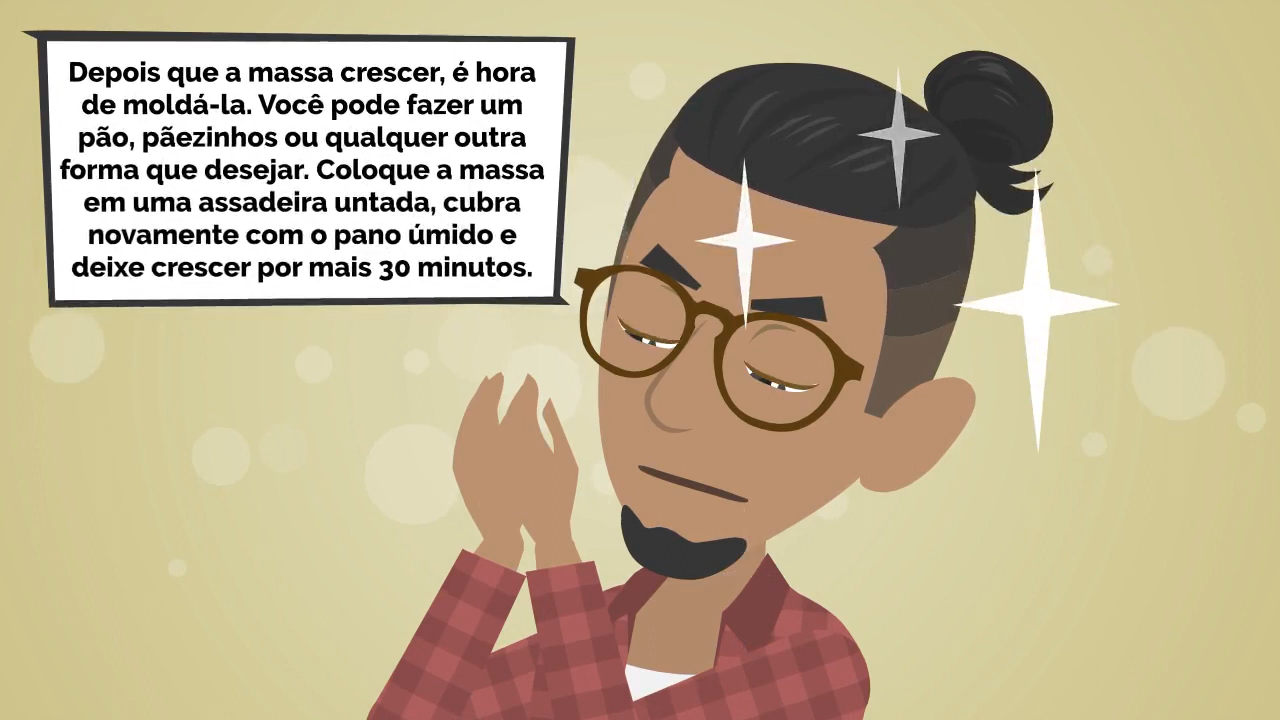 Depois que a massa crescer, é hora
de moldá-la. Você pode fazer um
pão, pãezinhos ou qualquer outra
forma que desejar. Coloque a massa
em uma assadeira untada, cubra
novamente com o pano úmido e
deixe crescer por mais 30 minutos.